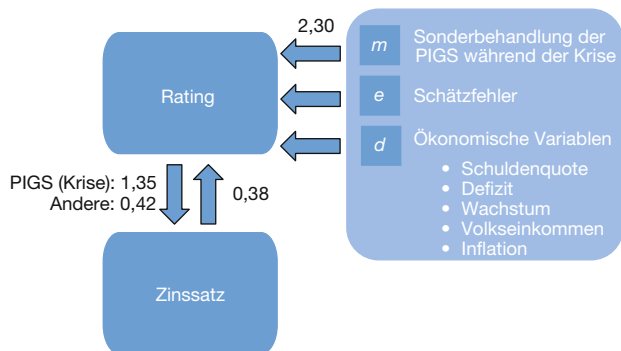 2,30
Rating
m
Sonderbehandlung der
PIGS während der Krise
e
Schätzfehler
d
Ökonomische Variablen
• Schuldenquote
• Defizit
• Wachstum
• Volkseinkommen
• Inflation
PIGS (Krise): 1,35
Andere: 0,42
0,38
Zinssatz